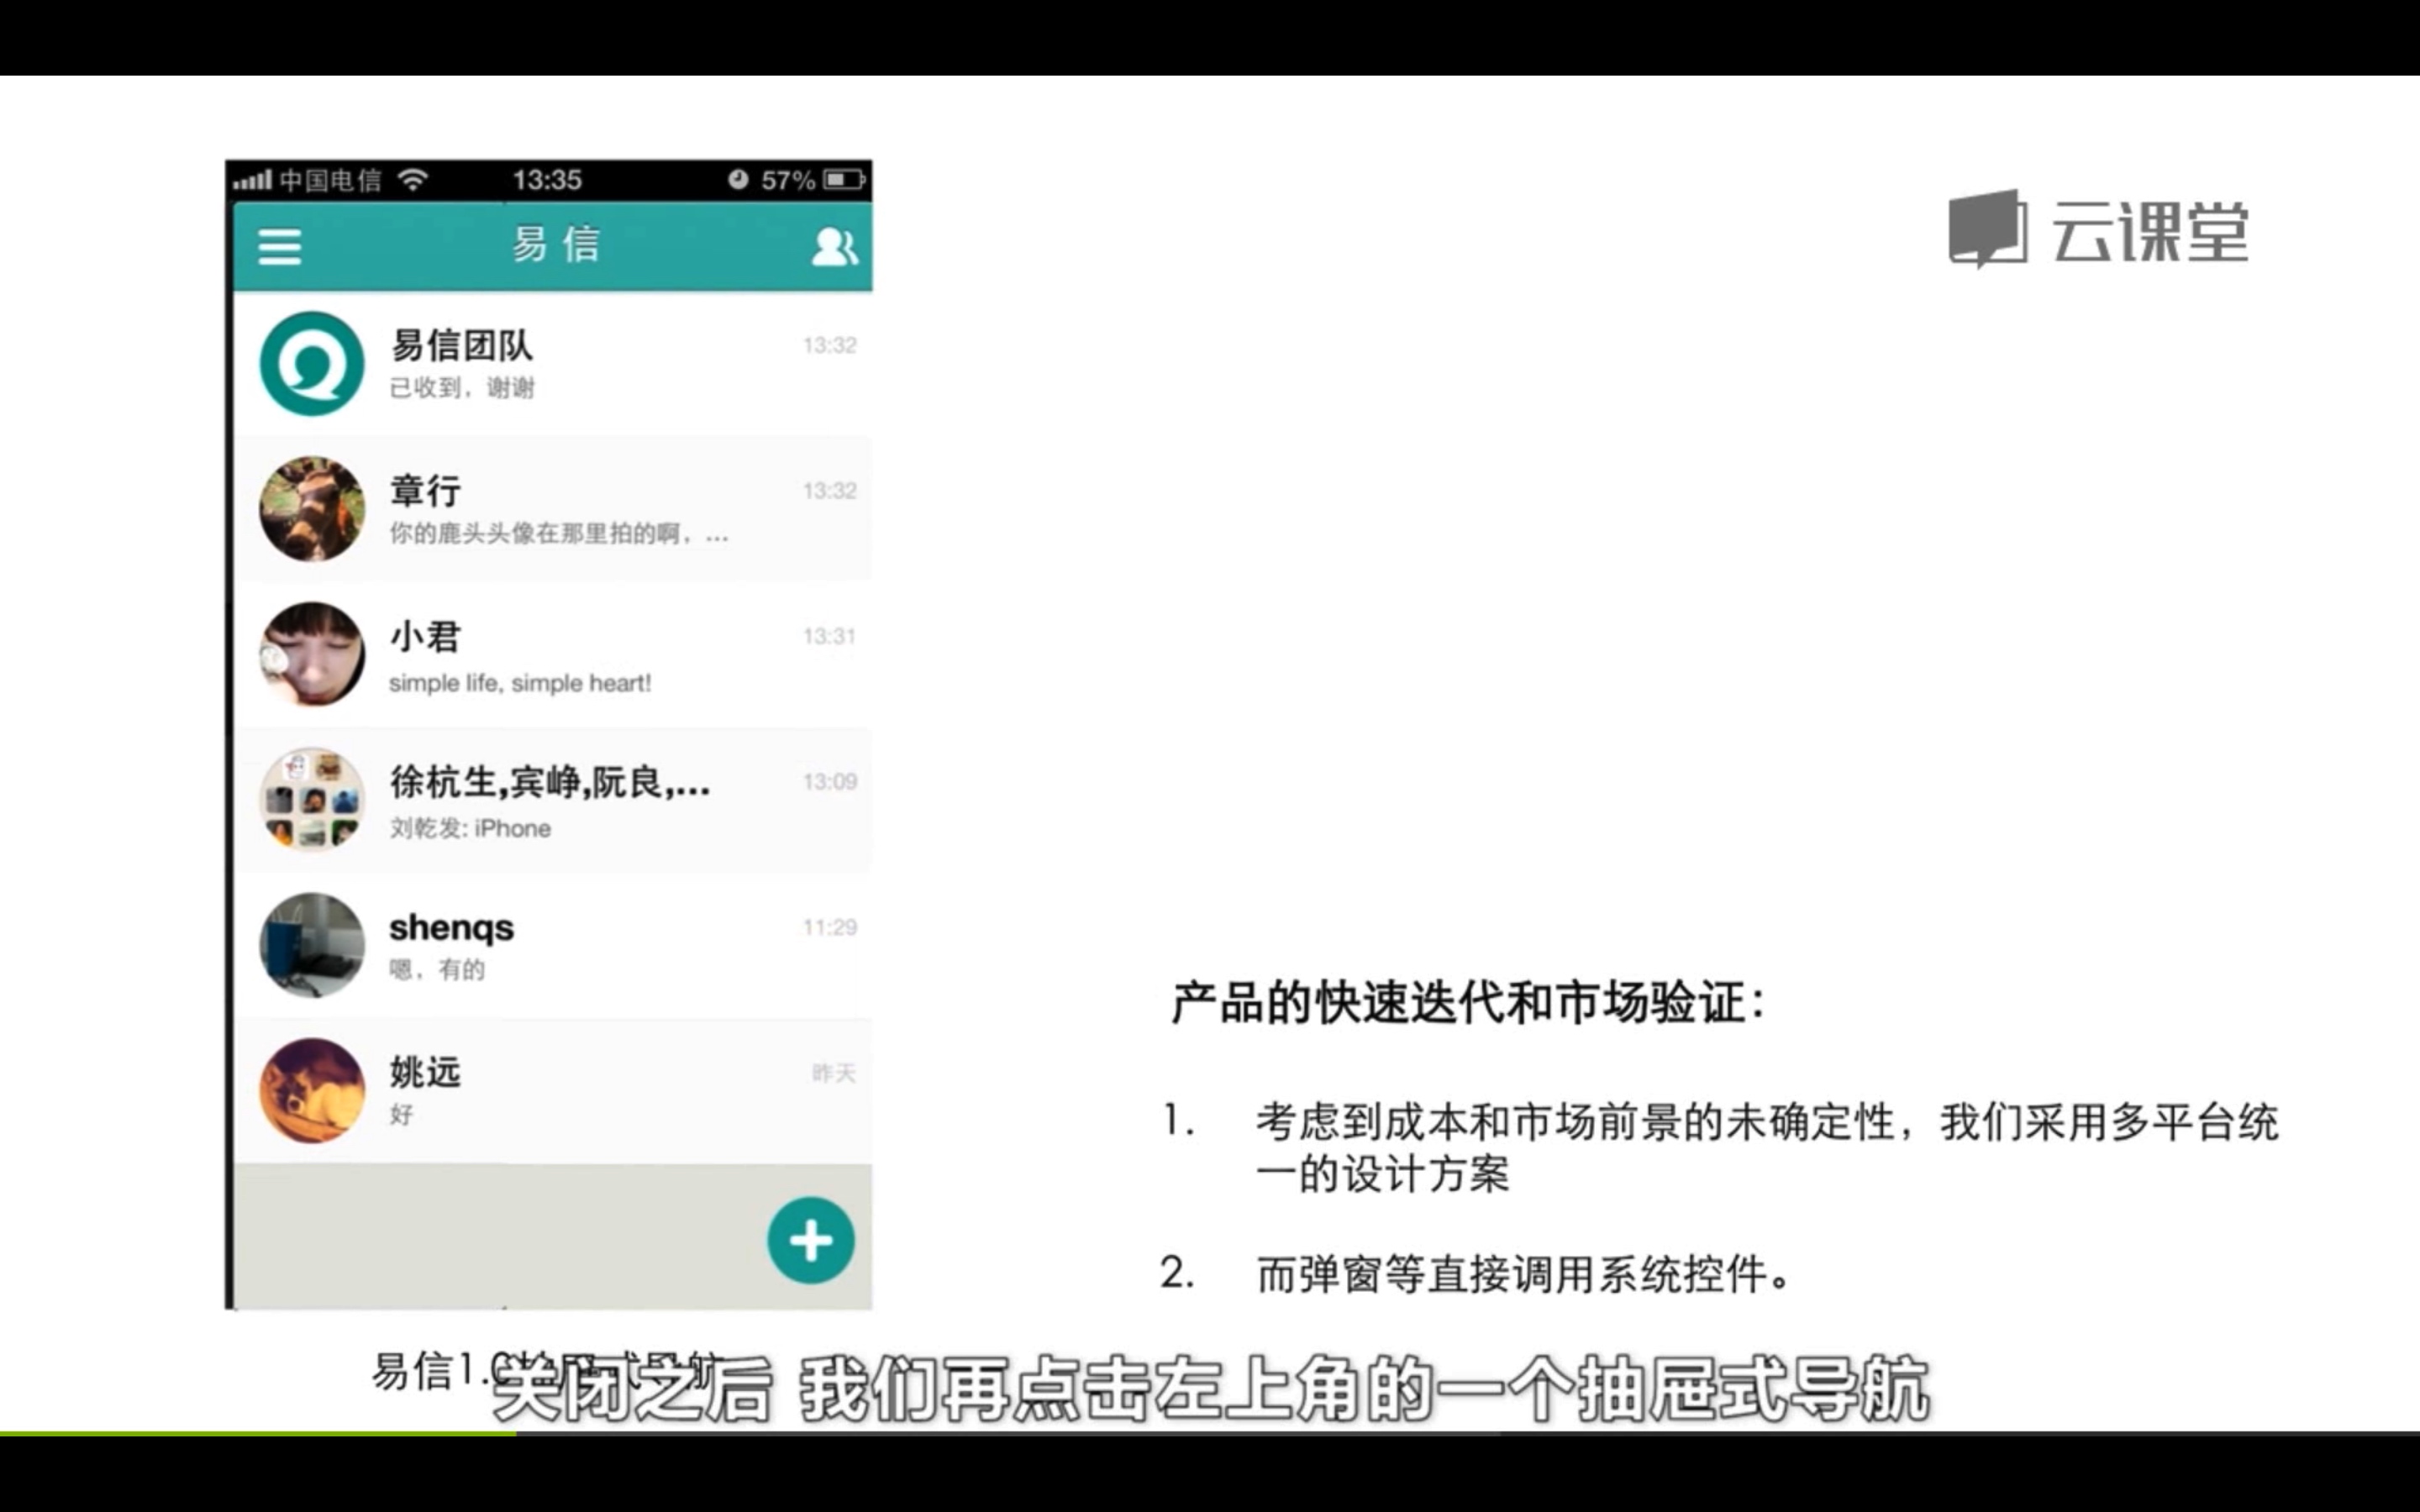 中国电信 13:35 57%
易信
云课堂
易信团队 13:32
已收到，谢谢
章行 13:32
你的鹿头头像在那里拍的啊，...
小君 13:31
simple life, simple heart!
徐杭生,宾峥,阮良,... 13:09
刘乾发: iPhone
shenqs 11:29
嗯，有的
姚远 昨天
好
产品的快速迭代和市场验证：
1. 考虑到成本和市场前景的未确定性，我们采用多平台统
一的设计方案
2. 而弹窗等直接调用系统控件。
易信1.
关闭之后 我们再点击左上角的一个抽屉式导航